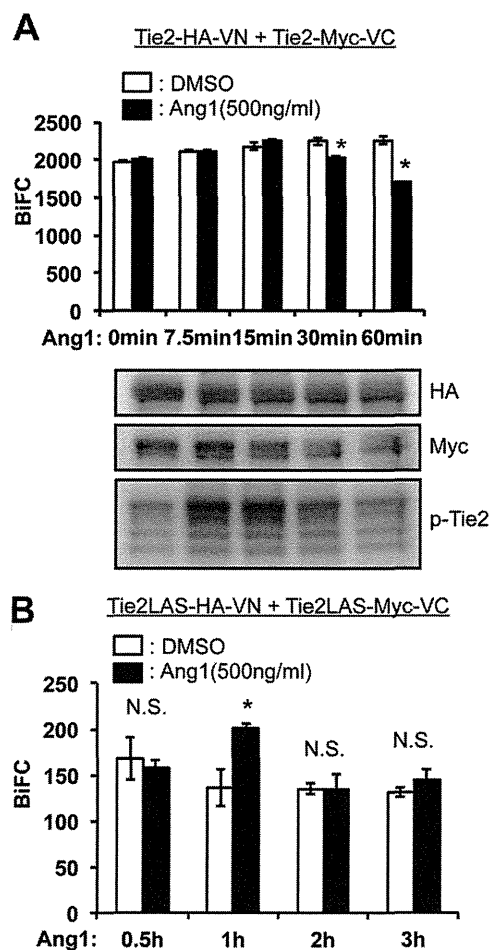 A
Tie2-HA-VN + Tie2-Myc-VC
: DMSO
: Ang1(500ng/ml)
2500
2000
1500
1000
500
0
BiFC
*
*
Ang1: 0min 7.5min 15min 30min 60min
HA
Myc
p-Tie2
B
Tie2LAS-HA-VN + Tie2LAS-Myc-VC
: DMSO
: Ang1(500ng/ml)
250
200
150
100
50
0
BiFC
N.S.
*
N.S.
N.S.
Ang1: 0.5h 1h 2h 3h